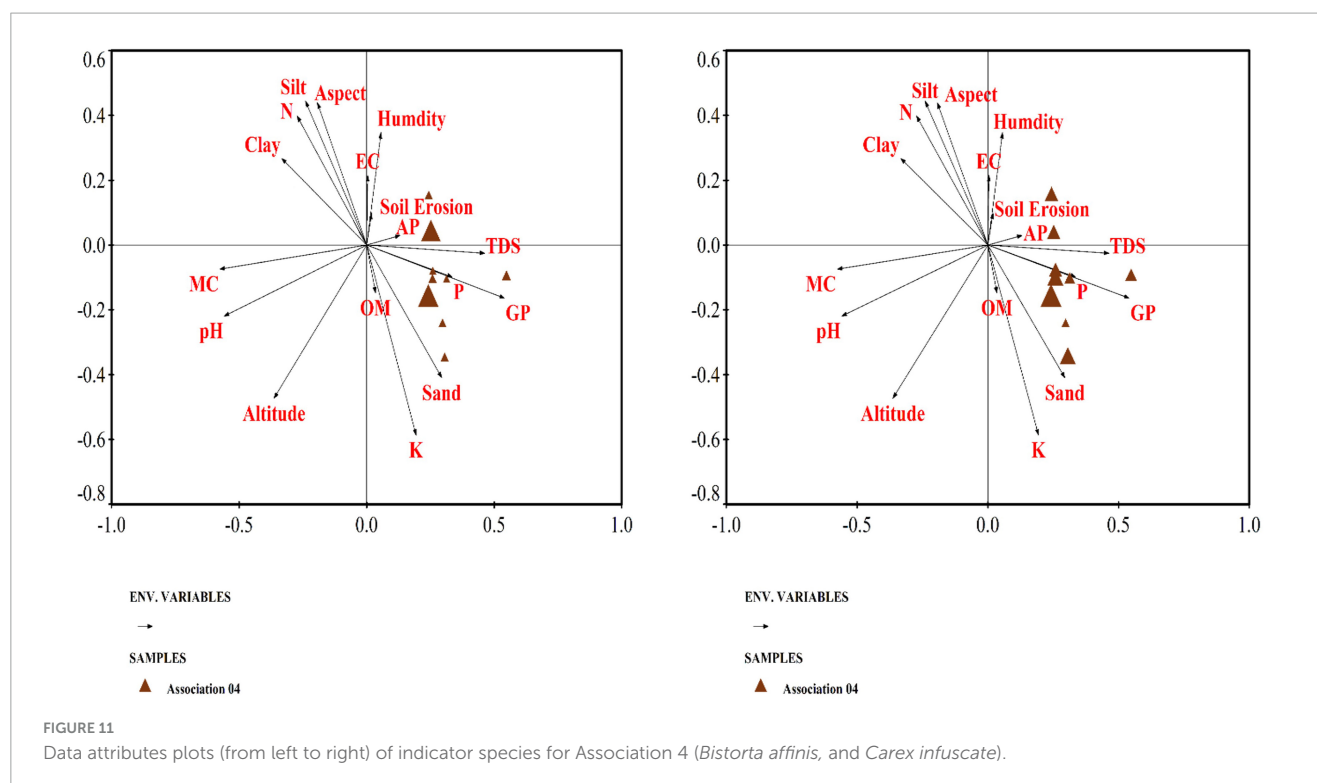 0.6
0.4
0.2
0.0
-0.2
-0.4
-0.6
-0.8
-1.0
-0.5
0.0
0.5
1.0
Silt
Aspect
N
Humdity
Clay
EC
Soil Erosion
AP
TDS
MC
P
OM
GP
pH
Sand
Altitude
K
ENV. VARIABLES
SAMPLES
Association 04
0.6
0.4
0.2
0.0
-0.2
-0.4
-0.6
-0.8
-1.0
-0.5
0.0
0.5
1.0
Silt
Aspect
N
Humdity
Clay
EC
Soil Erosion
AP
TDS
MC
P
OM
GP
pH
Sand
Altitude
K
ENV. VARIABLES
SAMPLES
Association 04
FIGURE 11
Data attributes plots (from left to right) of indicator species for Association 4 (Bistorta affinis, and Carex infuscate).